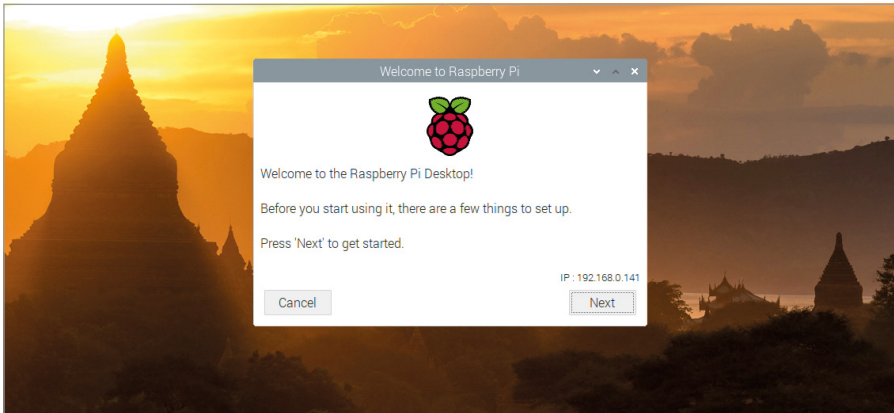 Welcome to Raspberry Pi
Welcome to the Raspberry Pi Desktop!
Before you start using it, there are a few things to set up.
Press 'Next' to get started.
IP : 192.168.0.141
Cancel
Next